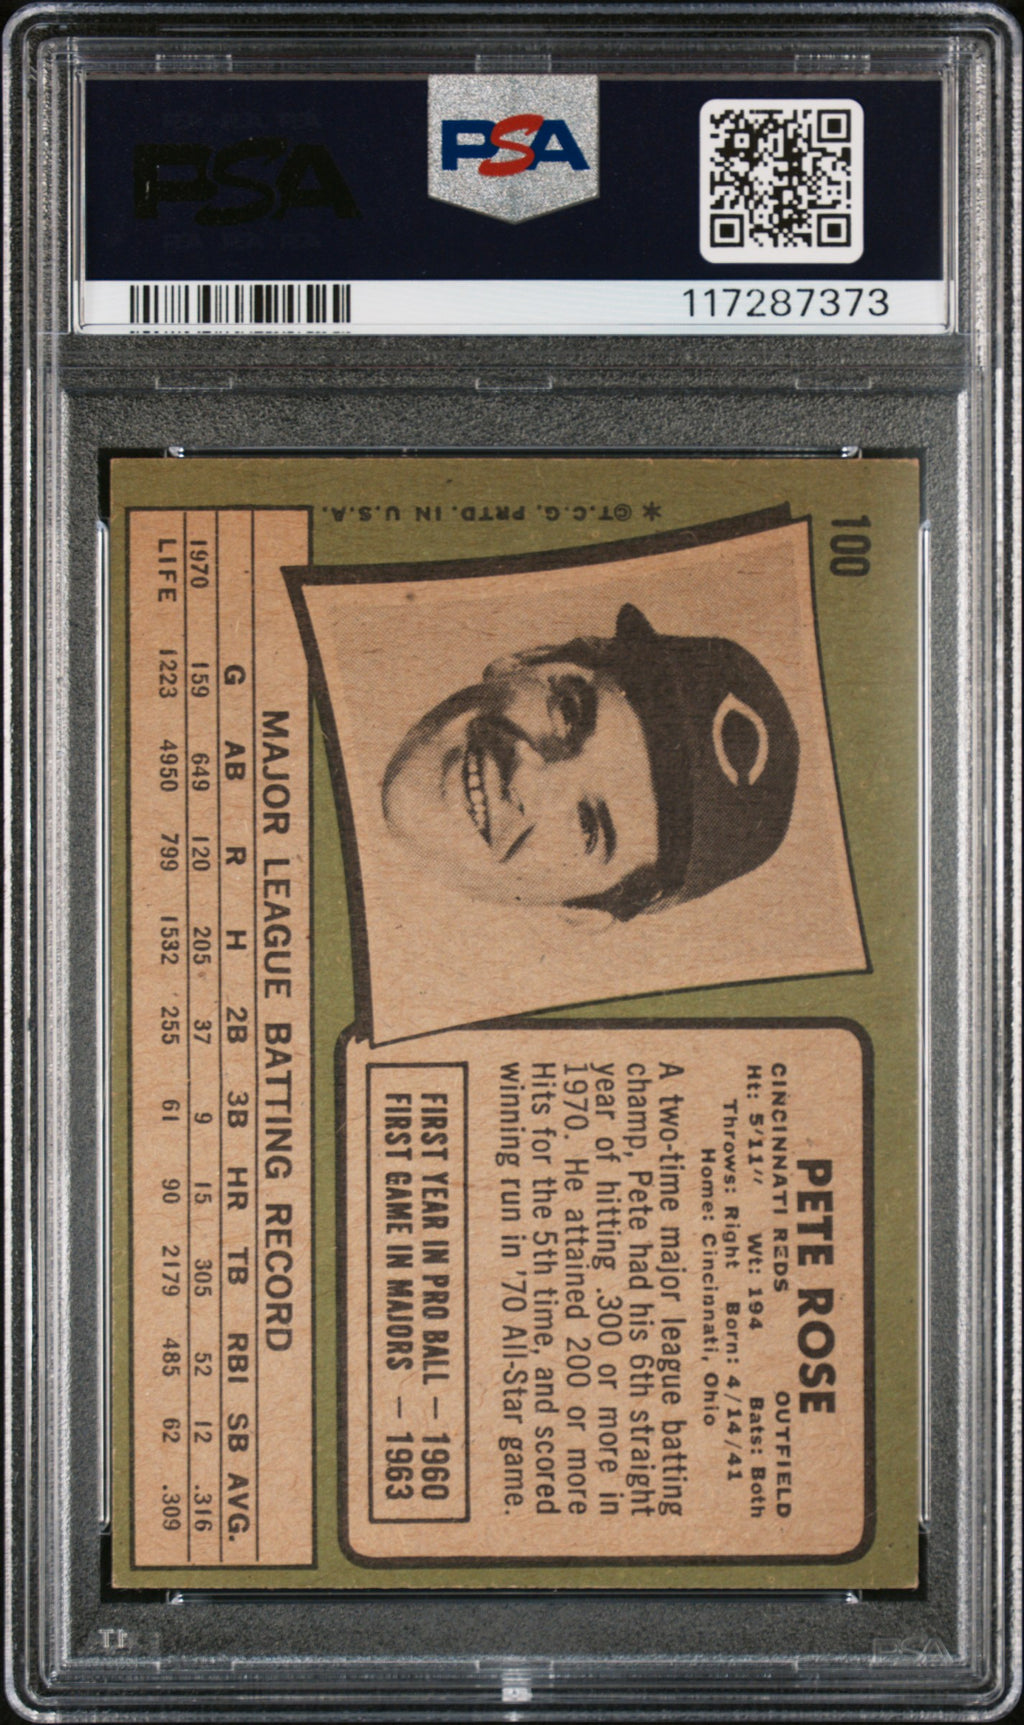 PSA
PSA
117287373
100
* ©T.C.G. PRTD. IN U.S.A.
PETE ROSE
CINCINNATI REDS OUTFIELD
Ht: 5'11" Wt: 194 Bats: Both
Throws: Right Born: 4/14/41
Home: Cincinnati, Ohio
A two-time major league batting
champ, Pete had his 6th straight
year of hitting .300 or more in
1970. He attained 200 or more
Hits for the 5th time, and scored
winning run in '70 All-Star game.
FIRST YEAR IN PRO BALL — 1960
FIRST GAME IN MAJORS — 1963
MAJOR LEAGUE BATTING RECORD
G AB R H 2B 3B HR TB RBI SB AVG.
1970 159 649 120 205 37 9 15 305 52 12 .316
LIFE 1223 4950 799 1532 255 61 90 2179 485 62 .309
PSA